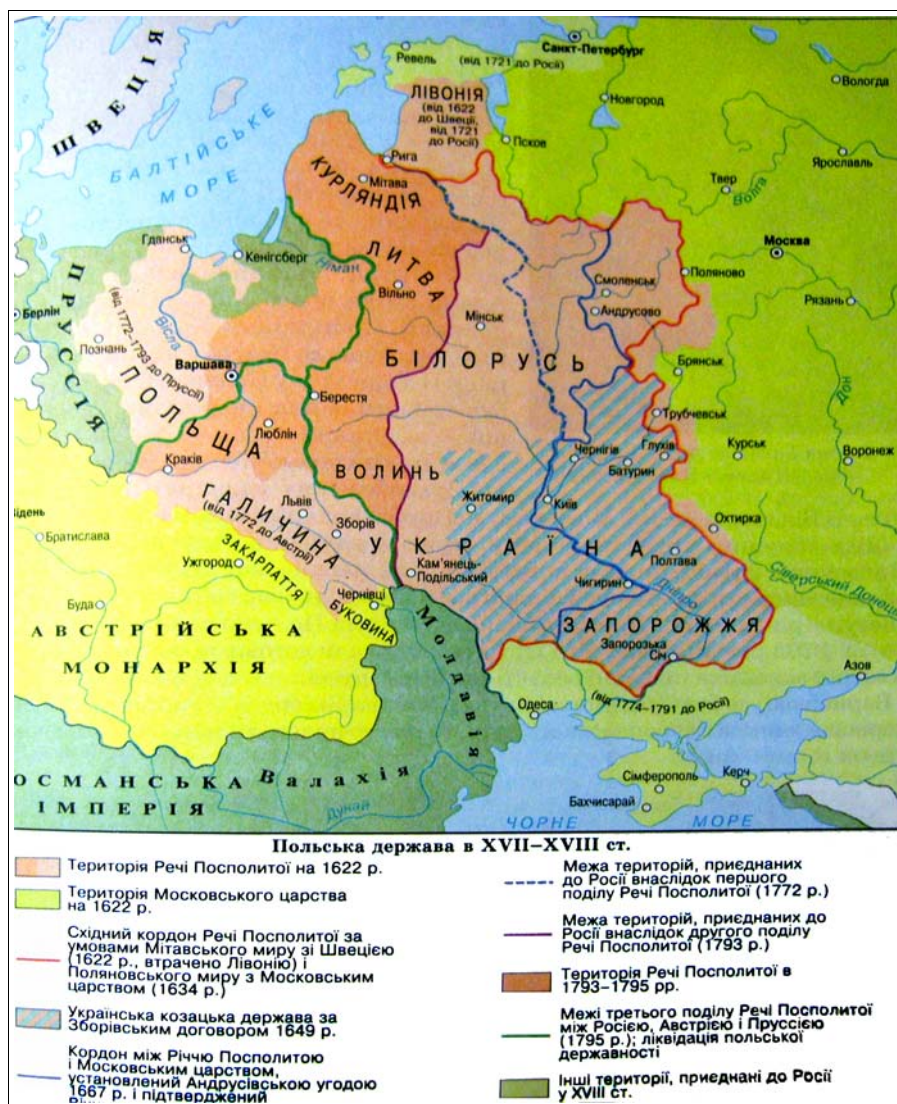 ШВЕЦІЯ
БАЛТІЙСЬКЕ
МОРЕ
Санкт-Петербург
Ревель (від 1721 до Росії)
Новгород
Вологда
ЛІВОНІЯ
(від 1622
до Швеції,
від 1721
до Росії)
Псков
Ярославль
Рига
Мітава
КУРЛЯНДІЯ
Твер
Волга
Москва
Гданськ
Кенігсберг
Німан
ЛИТВА
Вільно
Смоленськ
Андрусово
Поляново
Рязань
ПРУССІЯ
Берлін
Вісла
(від 1772–1793 до Пруссії)
Познань
ПОЛЬЩА
Варшава
Мінськ
БІЛОРУСЬ
Брянськ
Дон
Берестя
Люблін
Трубчевськ
Краків
ВОЛИНЬ
Чернігів
Глухів
Батурин
Курськ
Воронеж
ГАЛИЧИНА
(від 1772 до Австрії)
Львів
Зборів
Житомир
Київ
Охтирка
УКРАЇНА
Полтава
Відень
Братислава
Ужгород
ЗАКАРПАТТЯ
Кам'янець-
Подільський
Чигирин
Дніпро
Сіверський Донець
Буда
Чернівці
БУКОВИНА
Молдавія
ЗАПОРОЖЖЯ
Запорозька
Січ
АВСТРІЙСЬКА
МОНАРХІЯ
Азов
Одеса
(від 1774–1791 до Росії)
ОСМАНСЬКА
ІМПЕРІЯ
Валахія
Дунай
Сімферополь
Керч
Бахчисарай
ЧОРНЕ МОРЕ
Польська держава в XVII–XVIII ст.
Територія Речі Посполитої на 1622 р.
Територія Московського царства
на 1622 р.
Східний кордон Речі Посполитої за
умовами Мітавського миру зі Швецією
(1622 р., втрачено Лівонію) і
Поляновського миру з Московським
царством (1634 р.)
Українська козацька держава за
Зборівським договором 1649 р.
Кордон між Річчю Посполитою
і Московським царством,
установлений Андрусівською угодою
1667 р. і підтверджений
Межа територій, приєднаних
до Росії внаслідок першого
поділу Речі Посполитої (1772 р.)
Межа територій, приєднаних до
Росії внаслідок другого поділу
Речі Посполитої (1793 р.)
Територія Речі Посполитої в
1793–1795 рр.
Межі третього поділу Речі Посполитої
між Росією, Австрією і Пруссією
(1795 р.); ліквідація польської
державності
Інші території, приєднані до Росії
у XVIII ст.